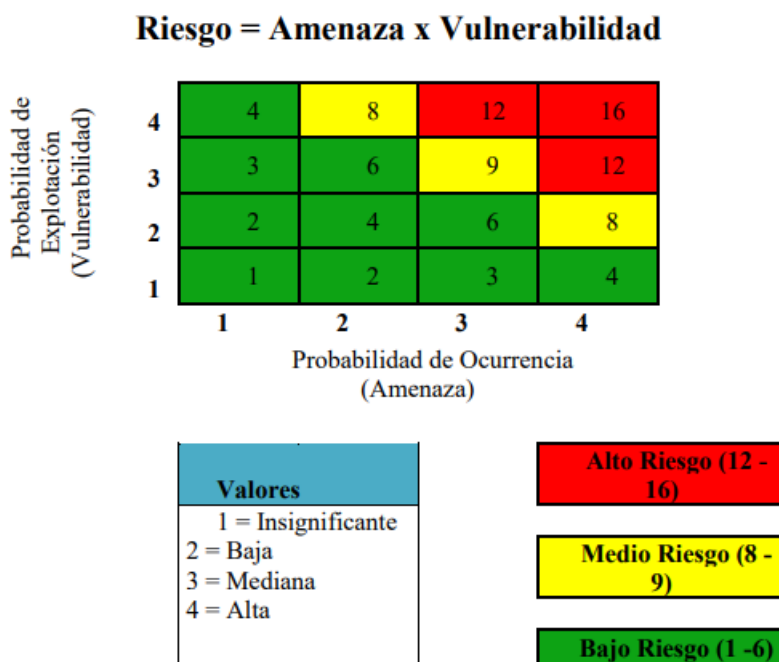 Riesgo = Amenaza x Vulnerabilidad
Probabilidad de
Explotación
(Vulnerabilidad)
4 4 8 12 16
3 3 6 9 12
2 2 4 6 8
1 1 2 3 4
1 2 3 4
Probabilidad de Ocurrencia
(Amenaza)
Valores
1 = Insignificante
2 = Baja
3 = Mediana
4 = Alta
Alto Riesgo (12 -
16)
Medio Riesgo (8 -
9)
Bajo Riesgo (1 -6)